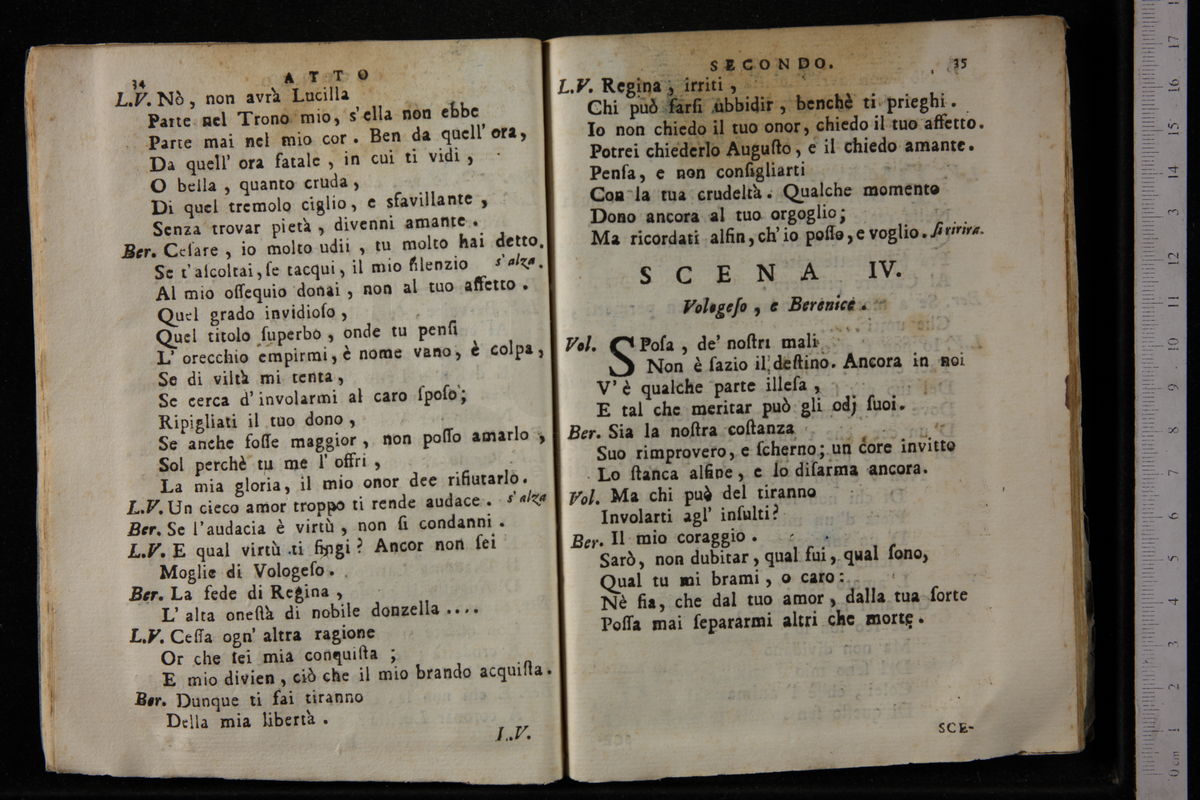 34
ATTO
L.V. Nò, non avrà Lucilla
Parte nel Trono mio, s'ella non ebbe
Parte mai nel mio cor. Ben da quell' ora,
Da quell' ora fatale, in cui ti vidi,
O bella, quanto cruda,
Di quel tremolo ciglio, e sfavillante,
Senza trovar pietà, divenni amante.
Ber. Ceſare, io molto udii, tu molto hai detto.
Se t'aſcoltai, ſe tacqui, il mio ſilenzio s'alza.
Al mio oſſequio donai, non al tuo affetto.
Quel grado invidioſo,
Quel titolo ſuperbo, onde tu penſi
L' orecchio empirmi, è nome vano, è colpa,
Se di viltà mi tenta,
Se cerca d'involarmi al caro ſpoſo;
Ripigliati il tuo dono,
Se anche foſſe maggior, non poſſo amarlo,
Sol perchè tu me l' offri,
La mia gloria, il mio onor dee rifiutarlo.
L.V. Un cieco amor troppo ti rende audace. s'alza
Ber. Se l'audacia è virtù, non ſi condanni.
L.V. E qual virtù ti fingi? Ancor non ſei
Moglie di Vologeſo.
Ber. La fede di Regina,
L' alta oneſtà di nobile donzella....
L.V. Ceſſa ogn' altra ragione
Or che ſei mia conquiſta;
E mio divien, ciò che il mio brando acquiſta.
Ber. Dunque ti fai tiranno
Della mia libertà.
L.V.
SECONDO.
35
L.V. Regina, irriti,
Chi può farſi ubbidir, benchè ti prieghi.
Io non chiedo il tuo onor, chiedo il tuo affetto.
Potrei chiederlo Auguſto, e il chiedo amante.
Penſa, e non conſigliarti
Con la tua crudeltà. Qualche momento
Dono ancora al tuo orgoglio;
Ma ricordati alfin, ch'io poſſo, e voglio. ſi ritira.
SCENA IV.
Vologeſo, e Berenice.
Vol. SPoſa, de' noſtri mali
Non è ſazio il deſtino. Ancora in noi
V' è qualche parte illeſa,
E tal che meritar può gli odj ſuoi.
Ber. Sia la noſtra coſtanza
Suo rimprovero, e ſcherno; un core invitto
Lo ſtanca alfine, e lo diſarma ancora.
Vol. Ma chi può del tiranno
Involarti agl' inſulti?
Ber. Il mio coraggio.
Sarò, non dubitar, qual fui, qual ſono,
Qual tu mi brami, o caro:
Nè fia, che dal tuo amor, dalla tua ſorte
Poſſa mai ſepararmi altri che morte.
SCE-